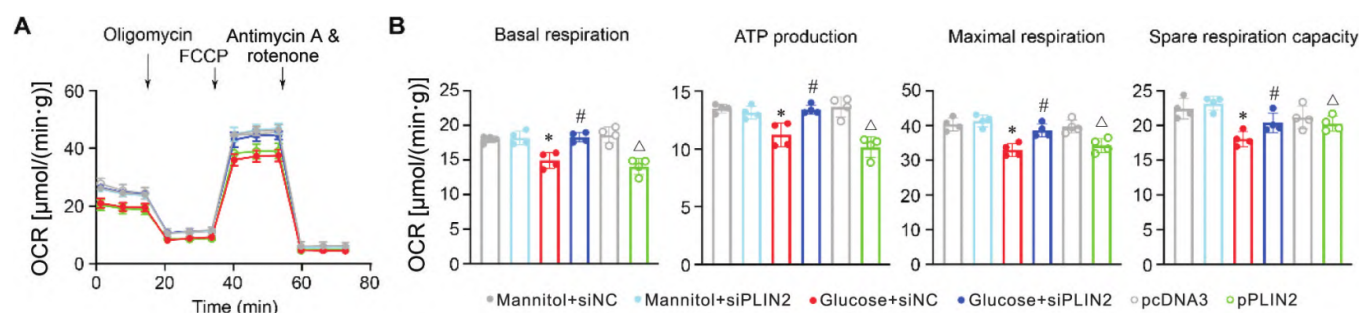 A
Oligomycin
FCCP
Antimycin A &
rotenone
OCR [μmol/(min·g)]
60
40
20
0
0 20 40 60 80
Time (min)
B
Basal respiration
ATP production
Maximal respiration
Spare respiration capacity
OCR [μmol/(min·g)]
25
20
15
10
5
0
* # △
15
10
5
0
* # △
50
40
30
20
10
0
* # △
25
20
15
10
5
0
* # △
Mannitol+siNC Mannitol+siPLIN2 Glucose+siNC Glucose+siPLIN2 pcDNA3 pPLIN2